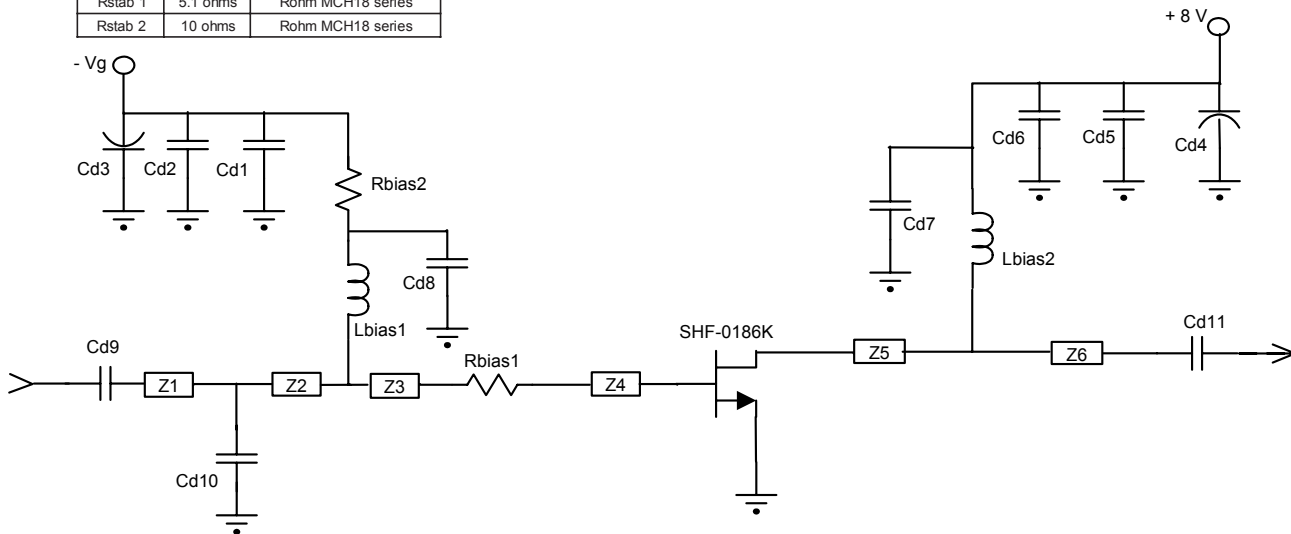 Rstab 1 5.1 ohms Rohm MCH18 series
Rstab 2 10 ohms Rohm MCH18 series
+ 8 V
- Vg
Cd3 Cd2 Cd1
Rbias2
Cd8
Lbias1
Cd6 Cd5 Cd4
Cd7
Lbias2
SHF-0186K
Cd9
Rbias1
Cd11
Z1 Z2 Z3 Z4 Z5 Z6
Cd10